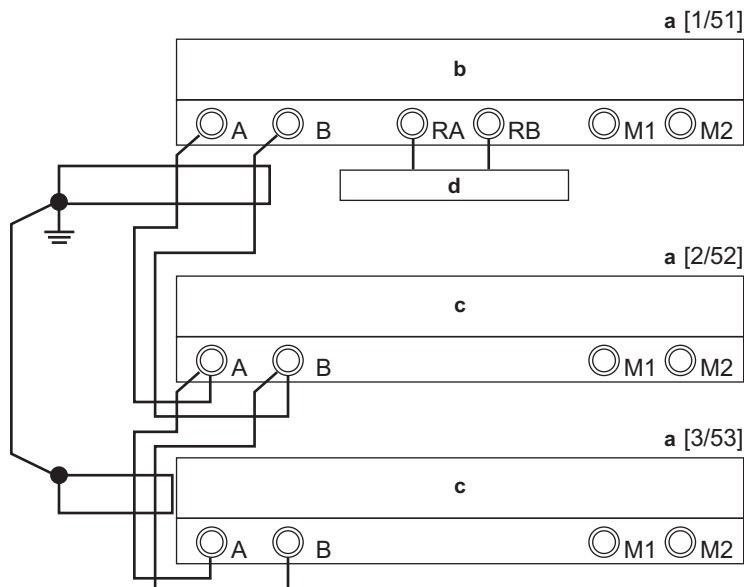 a [1/51]
b
A B RA RB M1 M2
d
a [2/52]
c
A B M1 M2
a [3/53]
c
A B M1 M2